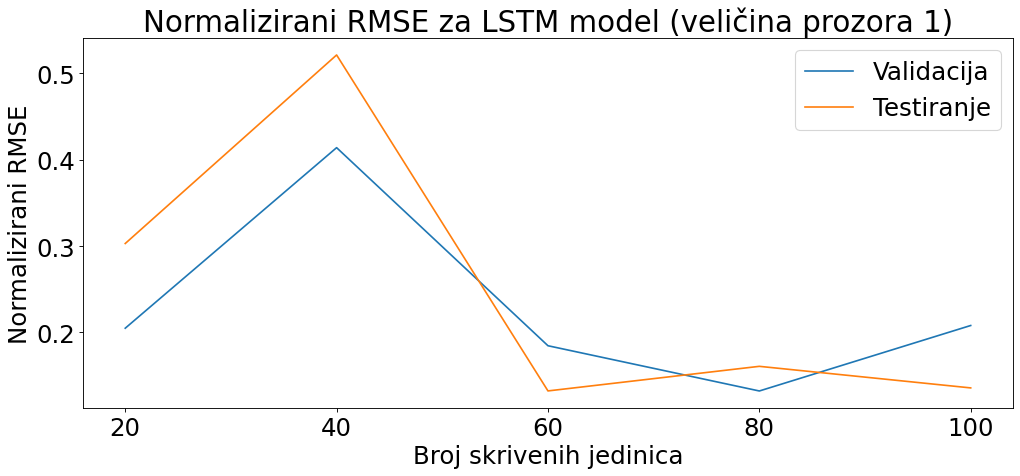 Normalizirani RMSE za LSTM model (veličina prozora 1)
Validacija
Testiranje
Normalizirani RMSE
0.5
0.4
0.3
0.2
20 40 60 80 100
Broj skrivenih jedinica